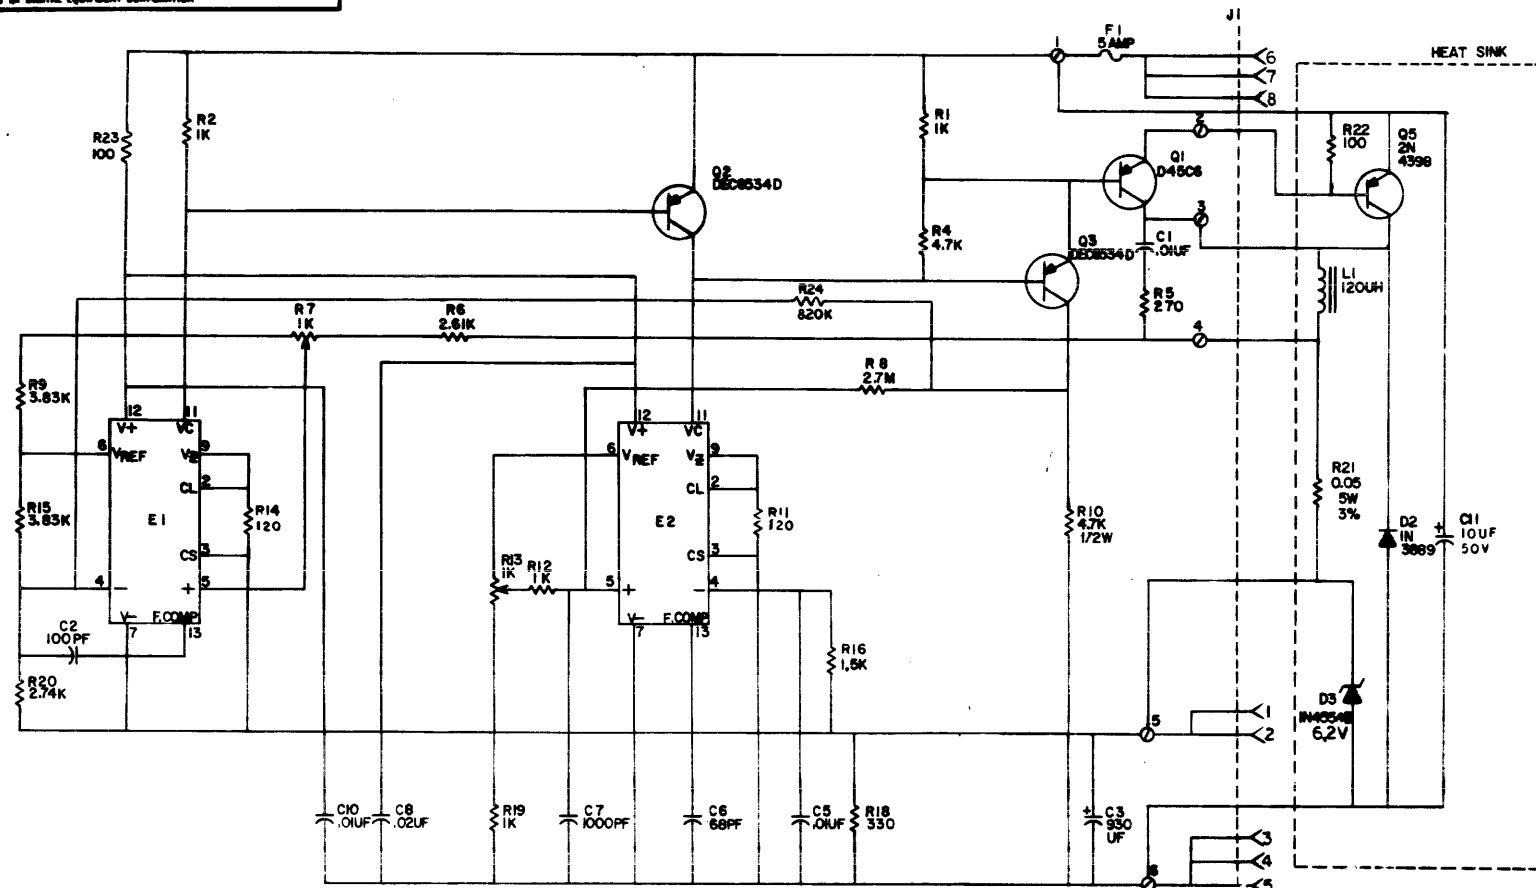 J1
F1
5 AMP
1
6
7
8
HEAT SINK
R23
100
R2
1K
R1
1K
2
R22
100
Q5
2N
4398
Q2
DEC6534D
Q1
D45C6
3
R4
4.7K
Q3
DEC6534D
C1
.01UF
L1
120UH
R5
270
R24
820K
R7
1K
R6
2.61K
4
R9
3.83K
R8
2.7M
12
11
V+
VC
6
VREF
VZ
9
CL
2
R15
3.83K
E1
R14
120
CS
3
4
-
+
5
V-
F.COMP
7
13
C2
100PF
R20
2.74K
12
11
V+
VC
6
VREF
VZ
9
CL
2
E2
R11
120
CS
3
R13
1K
R12
1K
5
+
-
4
V-
F.COMP
7
13
R16
1.5K
R10
4.7K
1/2W
R21
0.05
5W
3%
D2
IN
3889
C11
+
10UF
50V
D3
6.2V
5
1
2
C10
.01UF
C8
.02UF
R19
1K
C7
1000PF
C6
68PF
C5
.01UF
R18
330
+
C3
930
UF
6
3
4
5